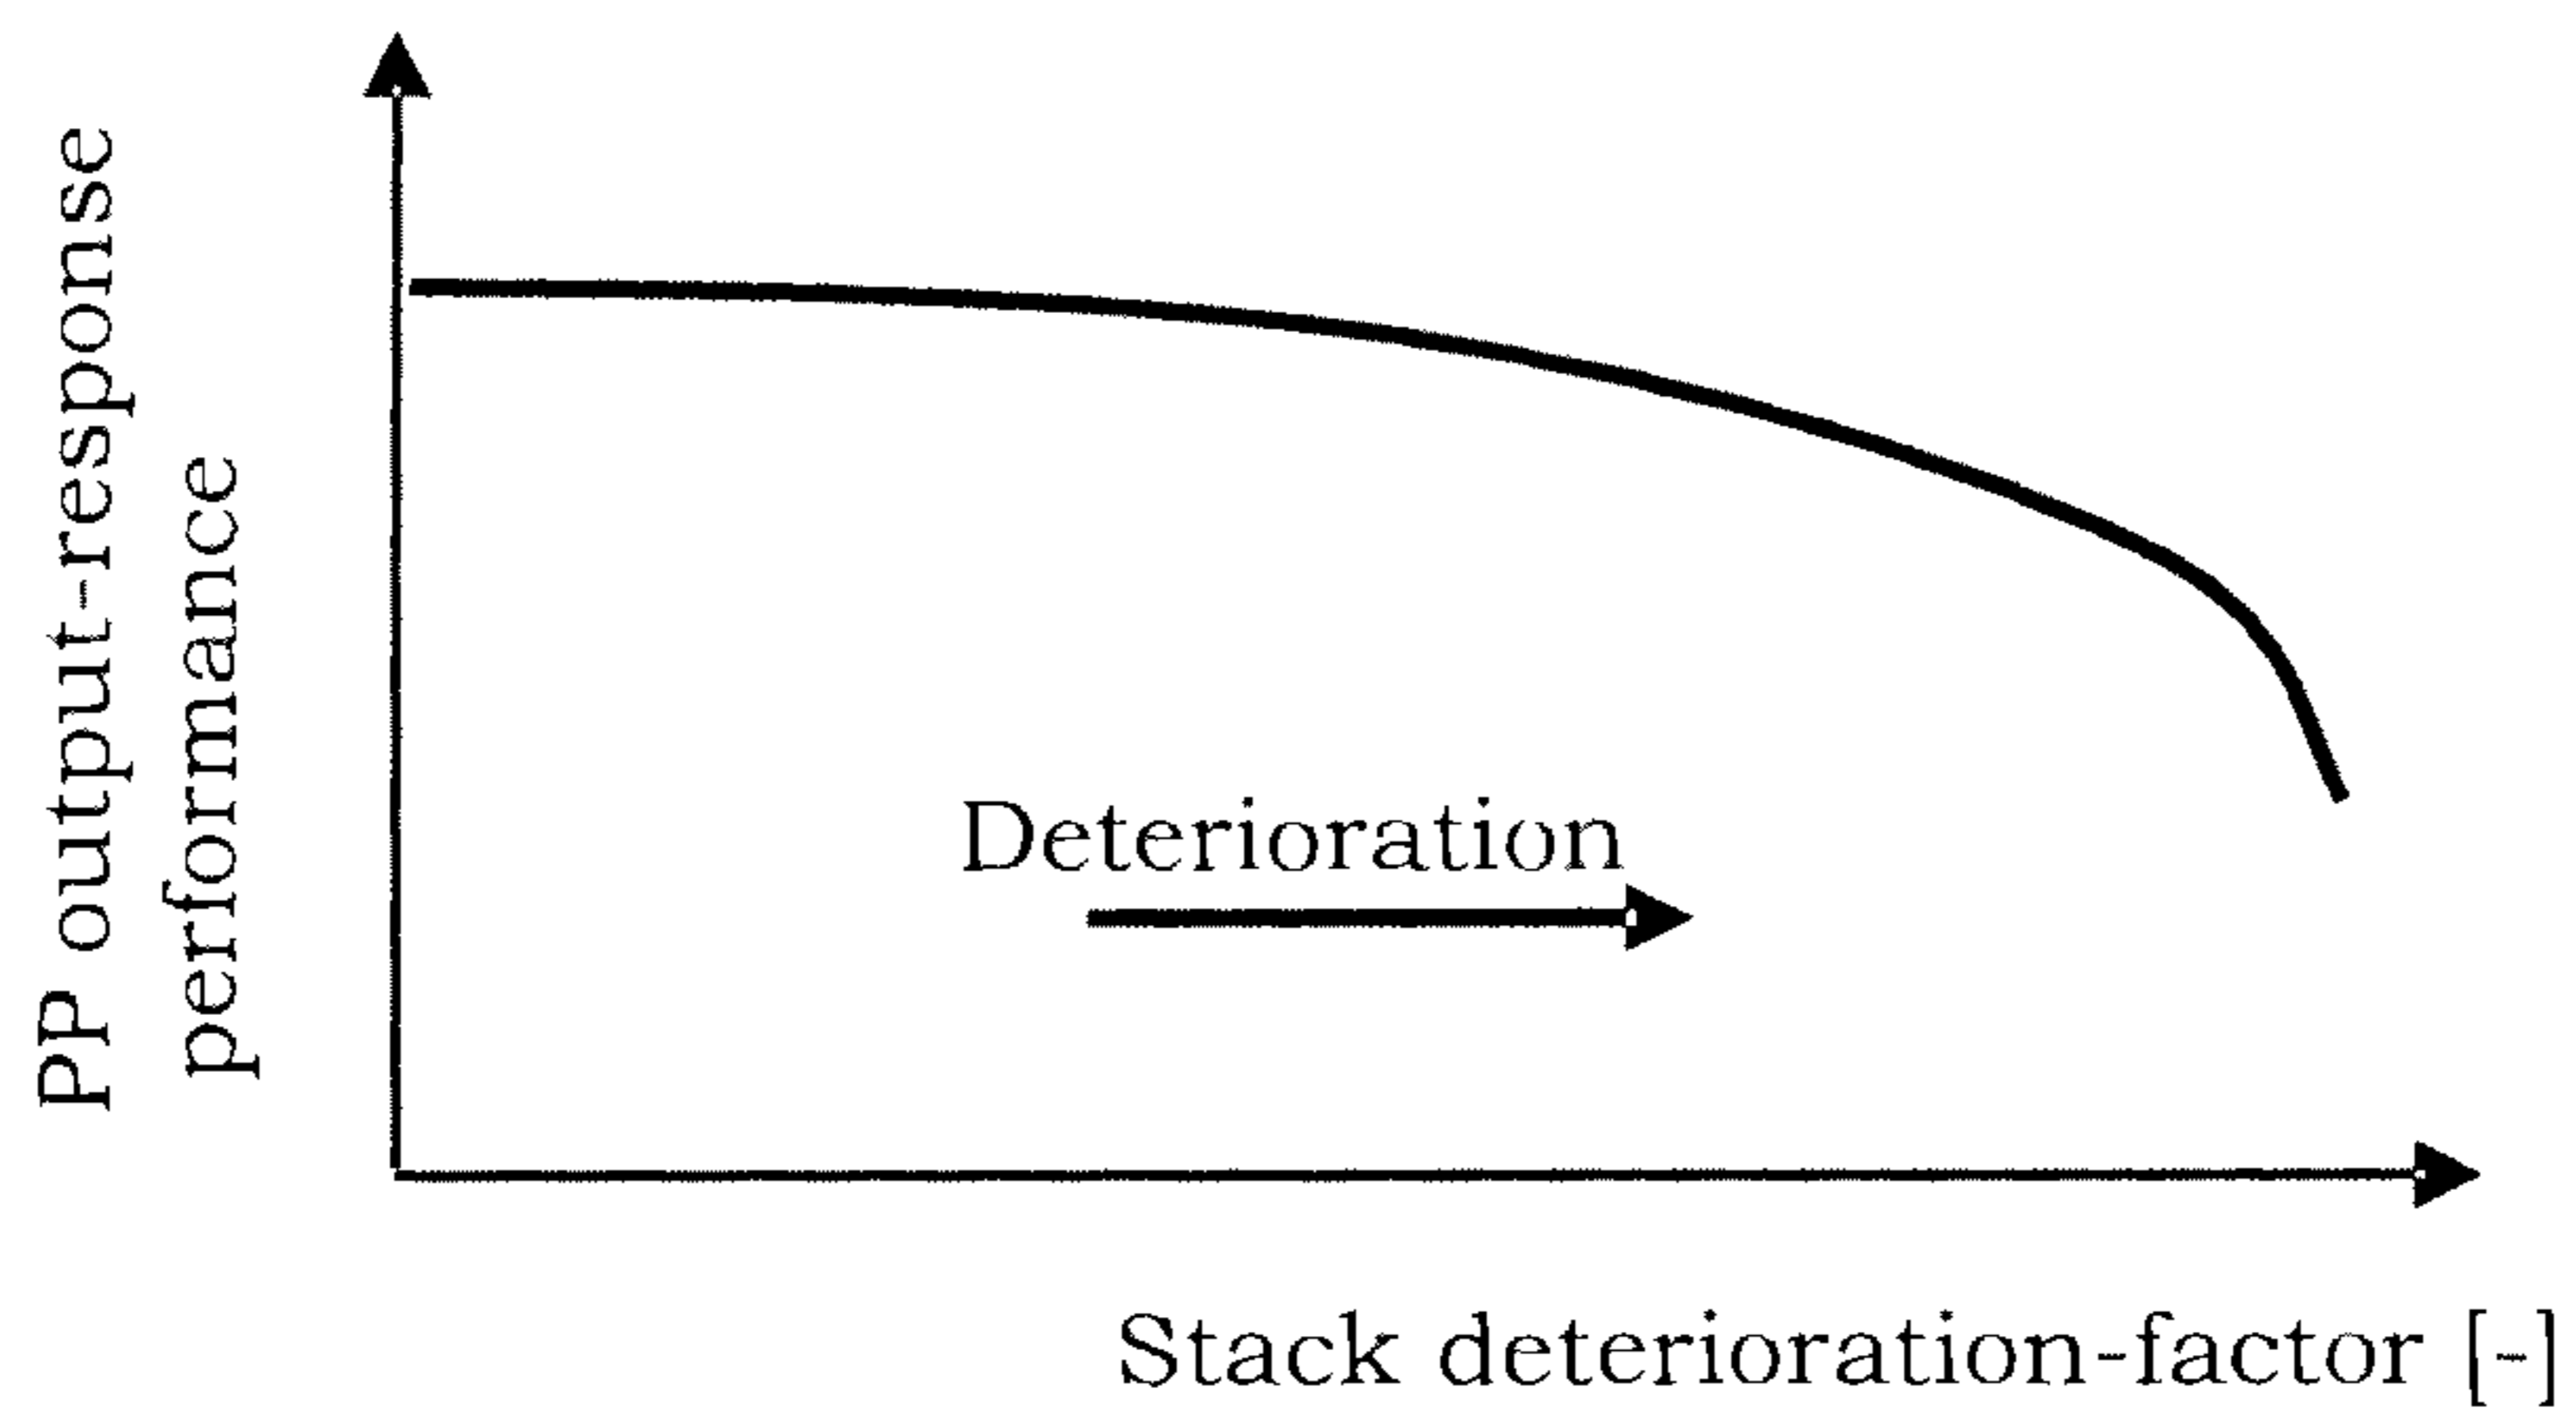 PP output-response
performance
Deterioration
Stack deterioration-factor [-]